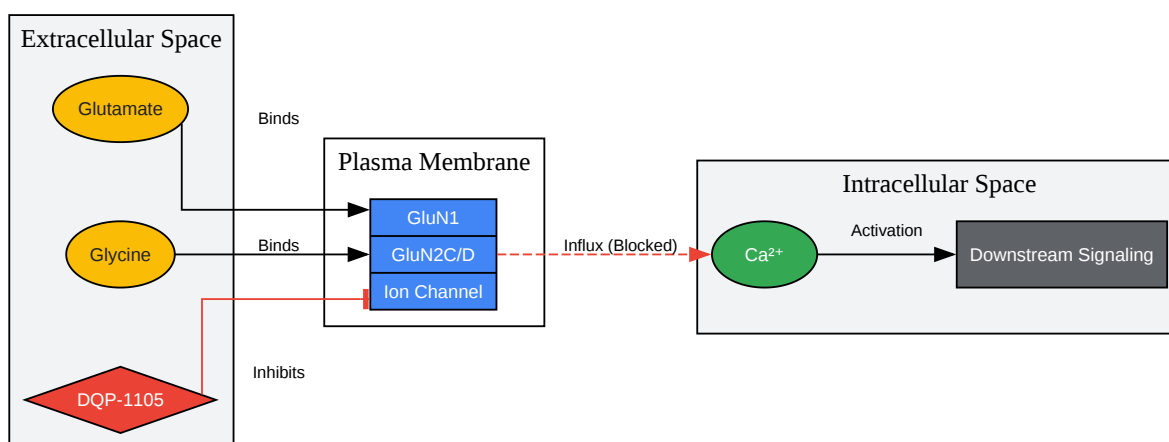 Extracellular Space
Glutamate
Binds
Plasma Membrane
Intracellular Space
GluN1
Glycine
Binds
GluN2C/D
Influx (Blocked)
Ca²⁺
Activation
Downstream Signaling
Ion Channel
DQP-1105
Inhibits